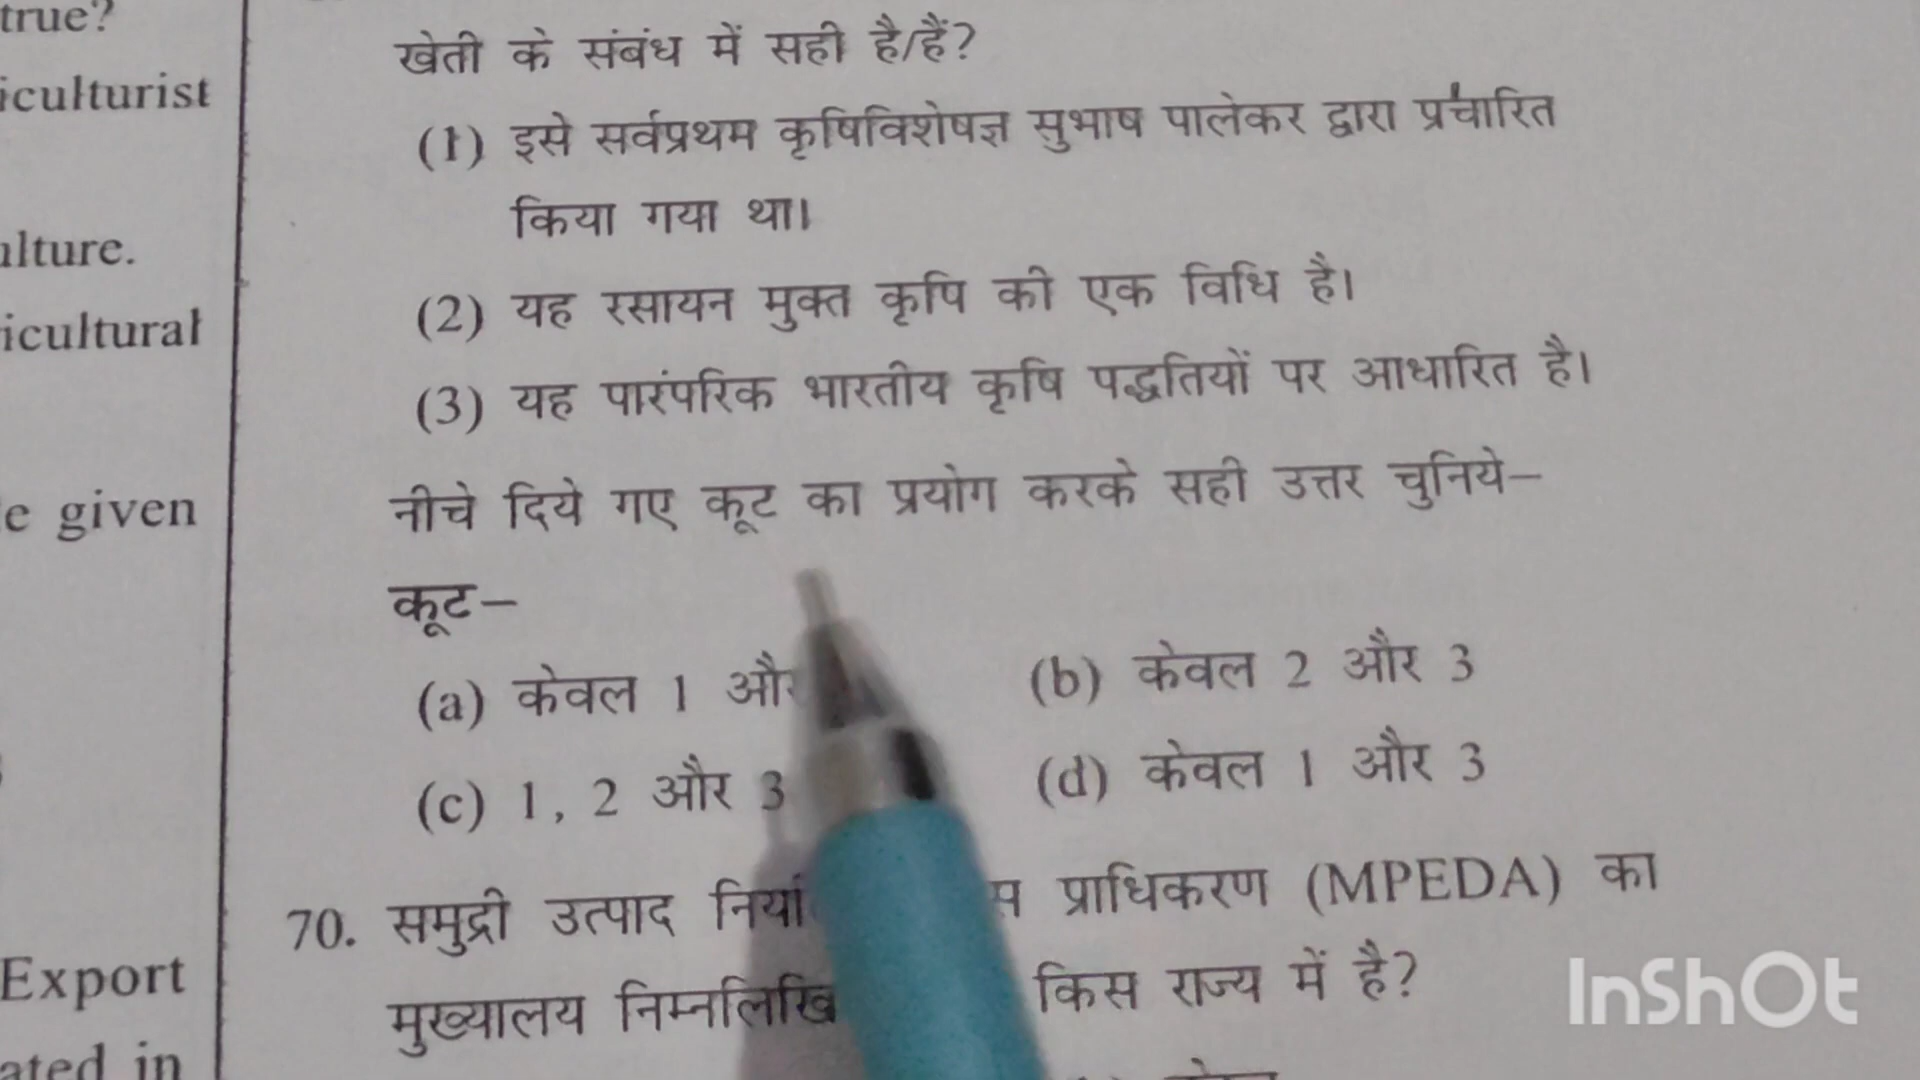 true?
iculturist
ulture.
icultural
e given
Export
ated in
खेती के संबंध में सही है/हैं?
(1) इसे सर्वप्रथम कृषिविशेषज्ञ सुभाष पालेकर द्वारा प्रचारित
किया गया था।
(2) यह रसायन मुक्त कृषि की एक विधि है।
(3) यह पारंपरिक भारतीय कृषि पद्धतियों पर आधारित है।
नीचे दिये गए कूट का प्रयोग करके सही उत्तर चुनिये–
कूट–
(a) केवल 1 और (b) केवल 2 और 3
(c) 1, 2 और 3 (d) केवल 1 और 3
70. समुद्री उत्पाद प्राधिकरण (MPEDA) का
मुख्यालय किस राज्य में है?
InShOt